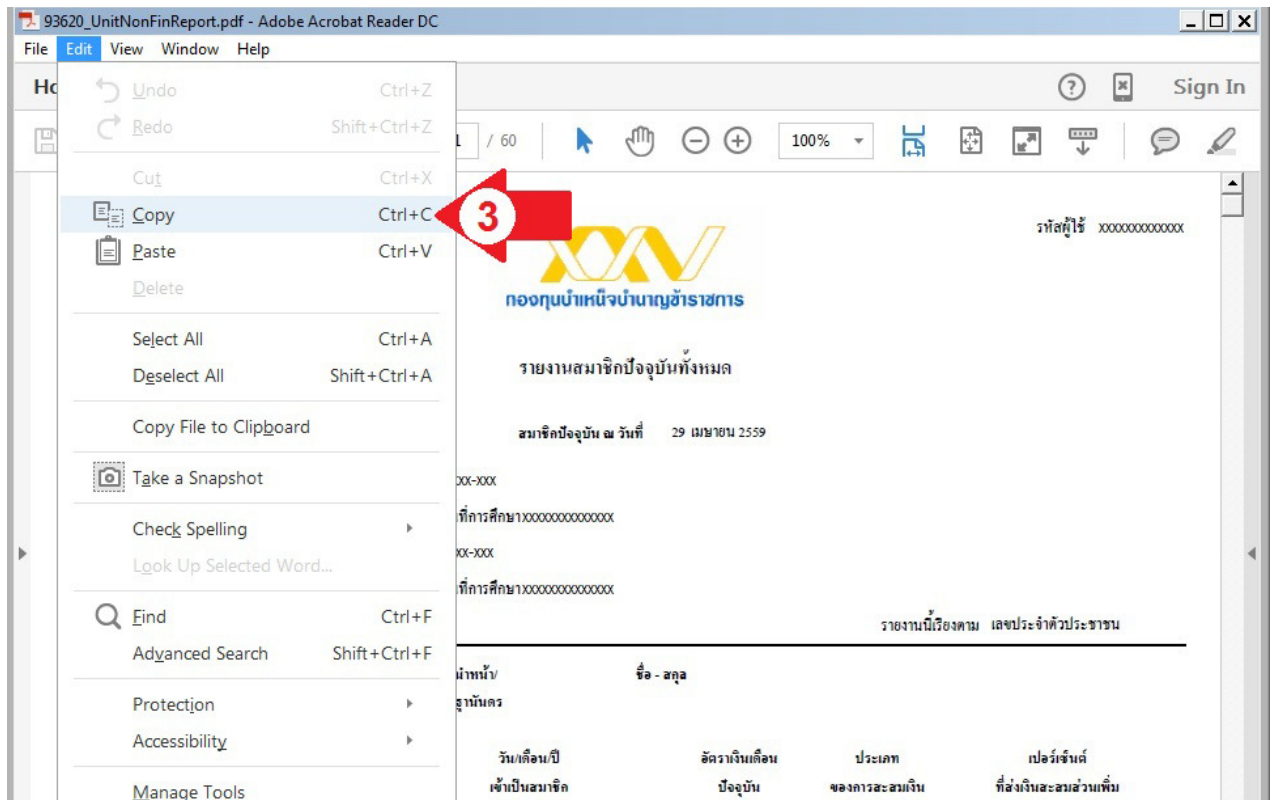 93620_UnitNonFinReport.pdf - Adobe Acrobat Reader DC
File Edit View Window Help
Sign In
Undo Ctrl+Z
Redo Shift+Ctrl+Z
/ 60
100%
Cut Ctrl+X
Copy Ctrl+C
3
Paste Ctrl+V
Delete
Select All Ctrl+A
Deselect All Shift+Ctrl+A
Copy File to Clipboard
Take a Snapshot
Check Spelling
Look Up Selected Word...
Find Ctrl+F
Advanced Search Shift+Ctrl+F
Protection
Accessibility
Manage Tools
รหัสผู้ใช้ xxxxxxxxxxxxx
กองทุนบำเหน็จบำนาญข้าราชการ
รายงานสมาชิกปัจจุบันทั้งหมด
สมาชิกปัจจุบัน ณ วันที่ 29 เมษายน 2559
xx-xxx
ที่การศึกษาxxxxxxxxxxxxxx
xx-xxx
ที่การศึกษาxxxxxxxxxxxxxx
รายงานนี้เรียงตาม เลขประจำตัวประชาชน
นำหน้า/ ชื่อ - สกุล
ฐานันดร
วัน/เดือน/ปี อัตราเงินเดือน ประเภท เปอร์เซ็นต์
เข้าเป็นสมาชิก ปัจจุบัน ของการสะสมเงิน ที่ส่งเงินสะสมส่วนเพิ่ม